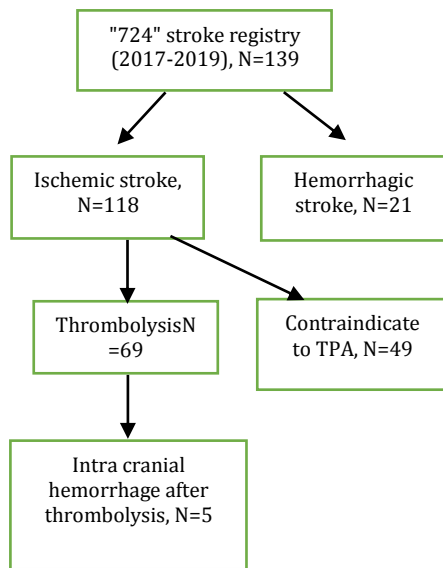 "724" stroke registry
(2017-2019), N=139
Ischemic stroke,
N=118
Hemorrhagic
stroke, N=21
ThrombolysisN
=69
Contraindicate
to TPA, N=49
Intra cranial
hemorrhage after
thrombolysis, N=5